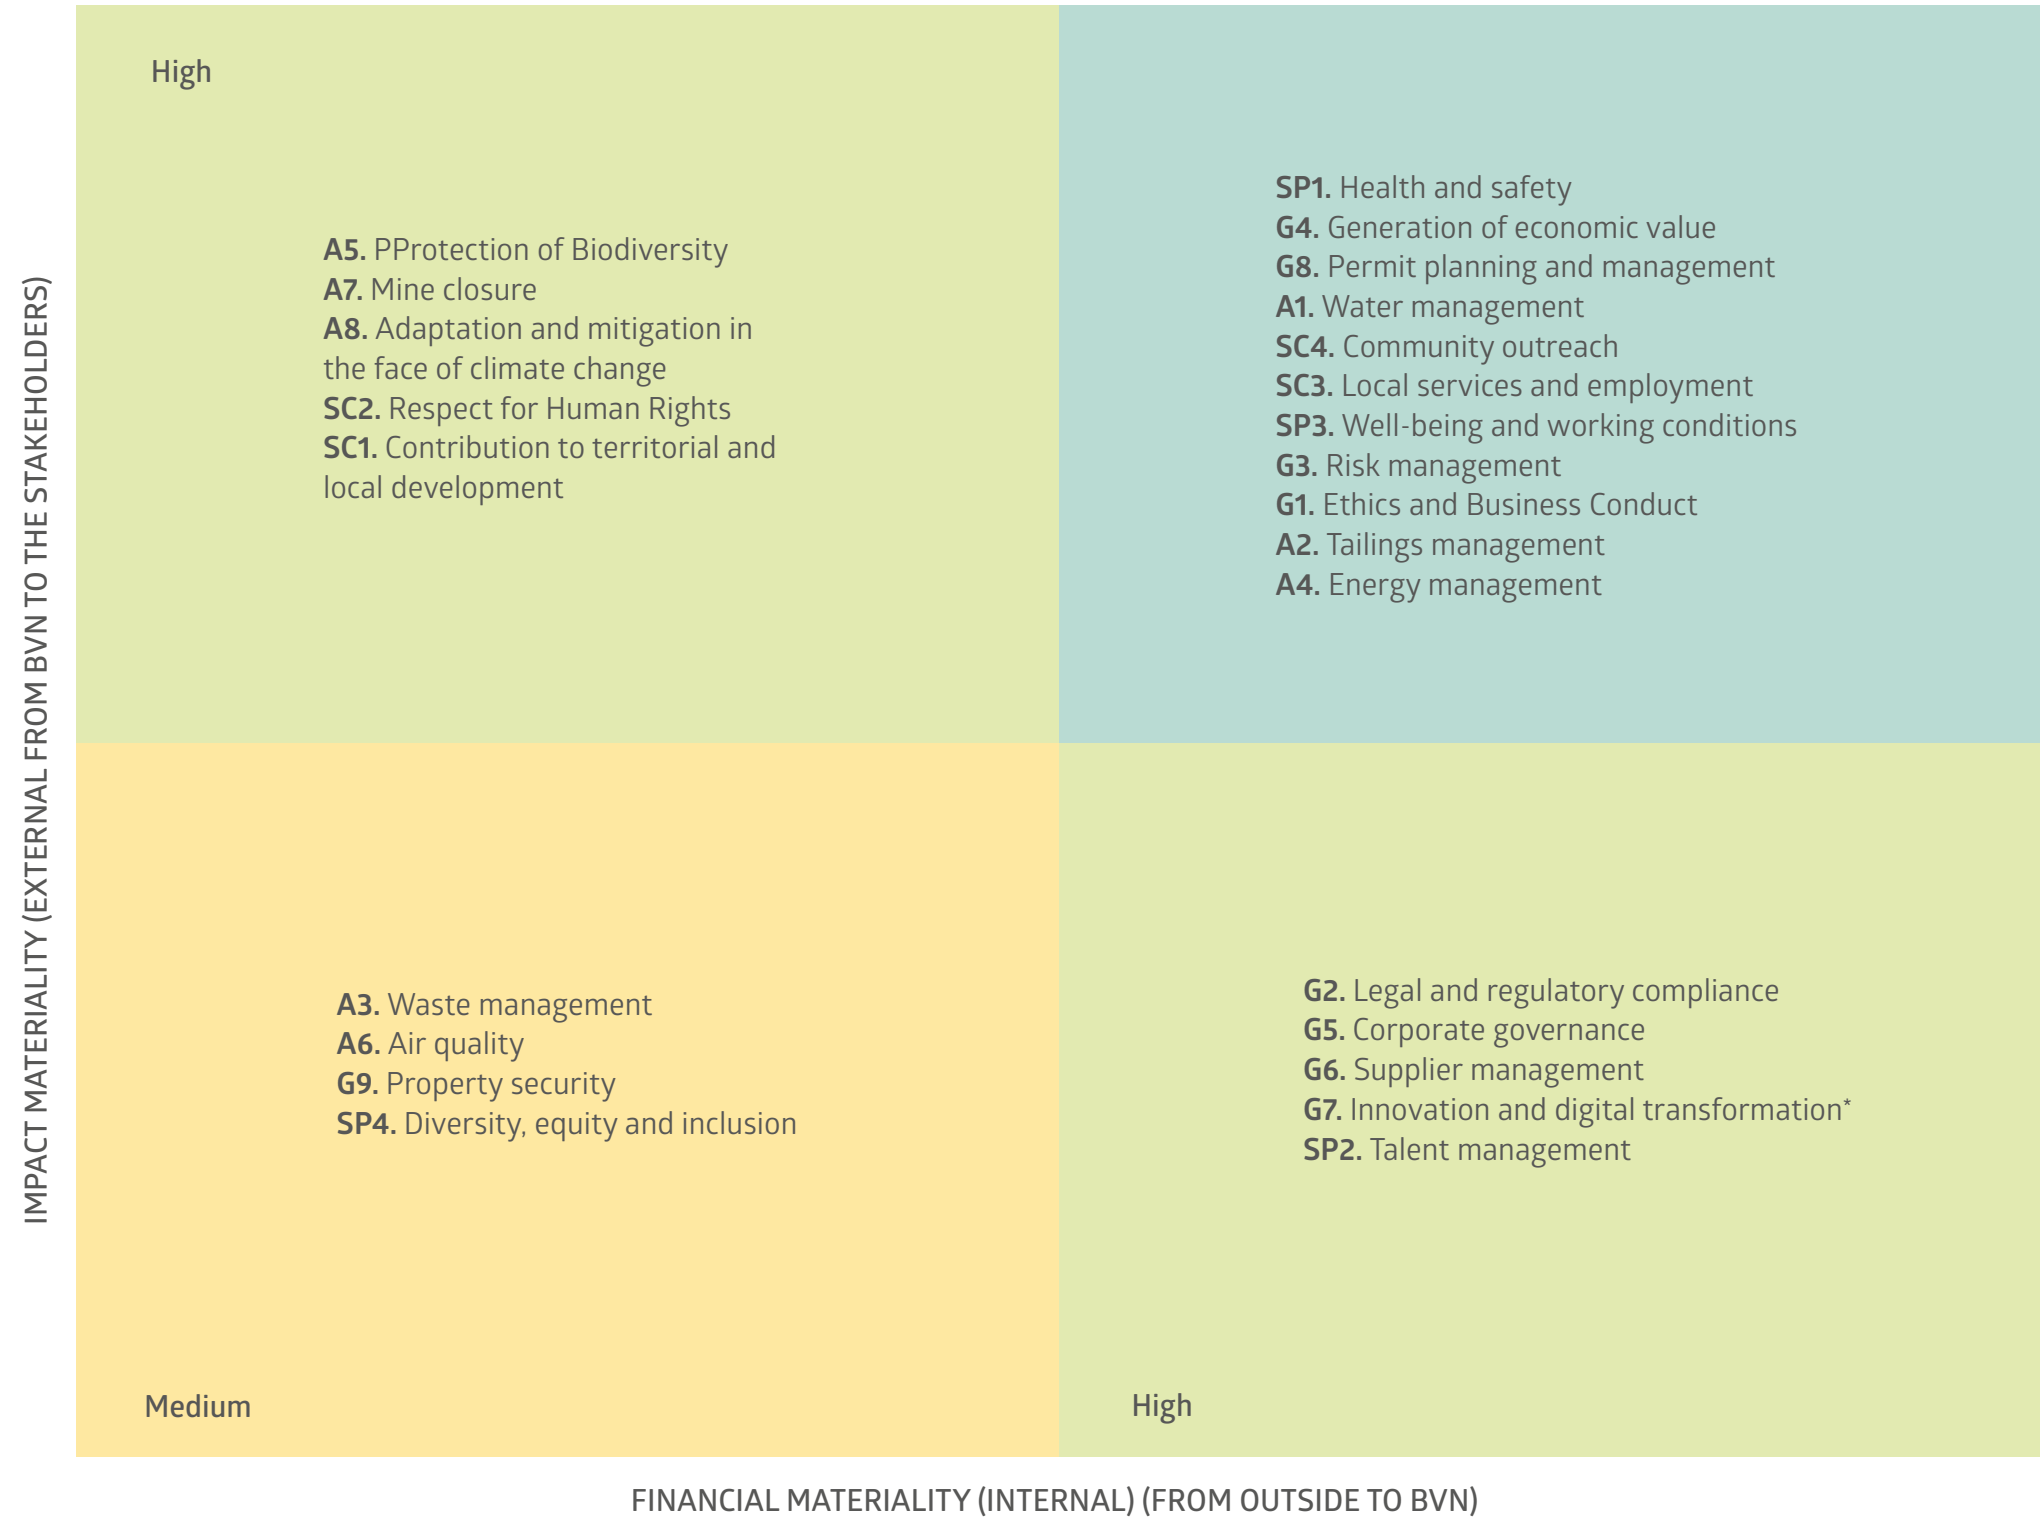 High
A5. PProtection of Biodiversity
A7. Mine closure
A8. Adaptation and mitigation in
the face of climate change
SC2. Respect for Human Rights
SC1. Contribution to territorial and
local development
SP1. Health and safety
G4. Generation of economic value
G8. Permit planning and management
A1. Water management
SC4. Community outreach
SC3. Local services and employment
SP3. Well-being and working conditions
G3. Risk management
G1. Ethics and Business Conduct
A2. Tailings management
A4. Energy management
IMPACT MATERIALITY (EXTERNAL FROM BVN TO THE STAKEHOLDERS)
A3. Waste management
A6. Air quality
G9. Property security
SP4. Diversity, equity and inclusion
G2. Legal and regulatory compliance
G5. Corporate governance
G6. Supplier management
G7. Innovation and digital transformation*
SP2. Talent management
Medium
High
FINANCIAL MATERIALITY (INTERNAL) (FROM OUTSIDE TO BVN)